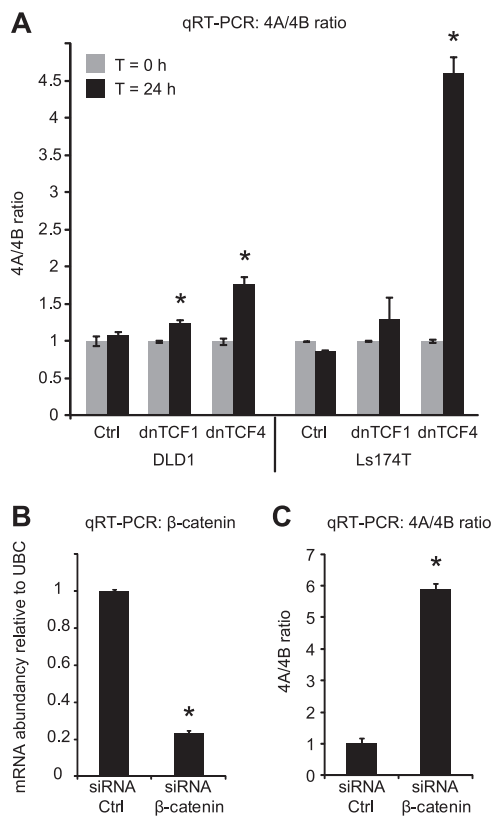 A
qRT-PCR: 4A/4B ratio
T = 0 h
T = 24 h
4A/4B ratio
4.5
4
3.5
3
2.5
2
1.5
1
0.5
0
*
*
*
Ctrl dnTCF1 dnTCF4 Ctrl dnTCF1 dnTCF4
DLD1 Ls174T
B
qRT-PCR: β-catenin
mRNA abundancy relative to UBC
1
0.8
0.6
0.4
0.2
0
*
siRNA siRNA
Ctrl β-catenin
C
qRT-PCR: 4A/4B ratio
4A/4B ratio
7
6
5
4
3
2
1
0
*
siRNA siRNA
Ctrl β-catenin